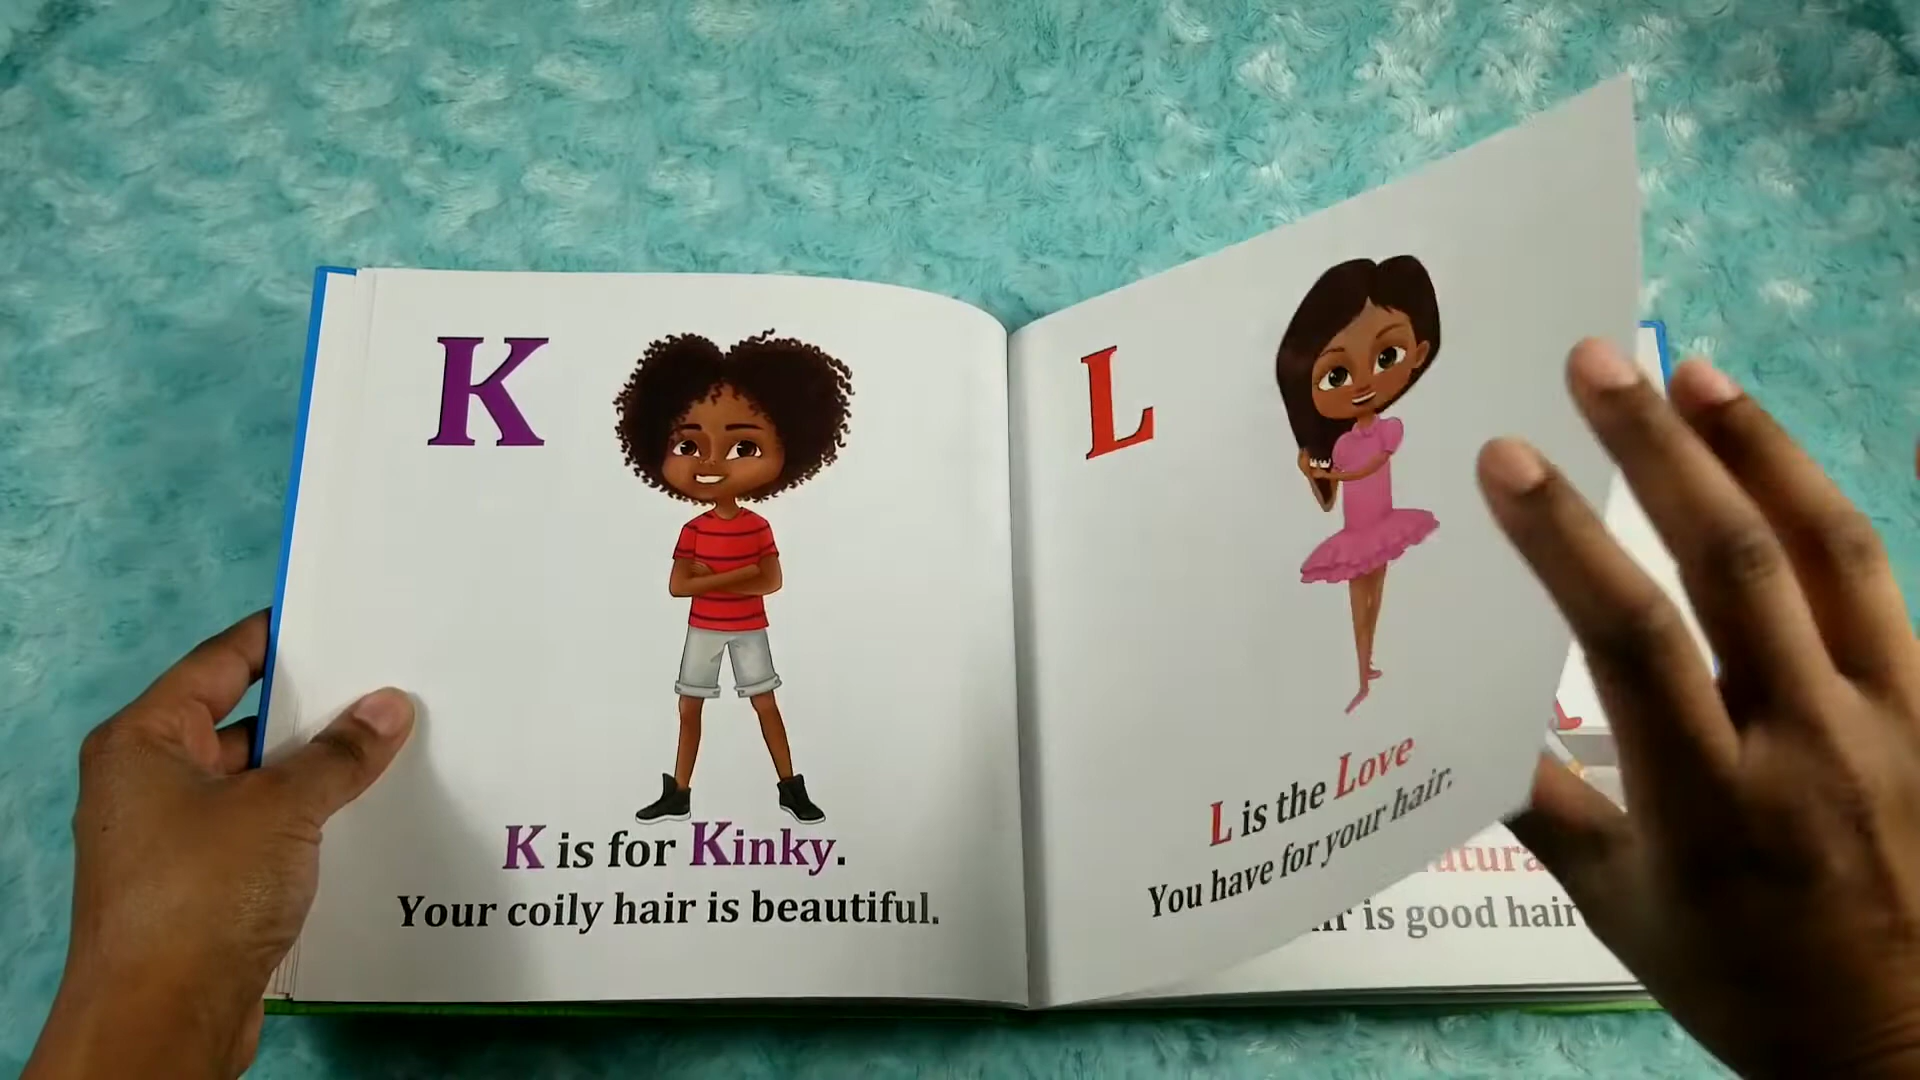 K
K is for Kinky.
Your coily hair is beautiful.
L
L is the Love
You have for your hair.
is good hair